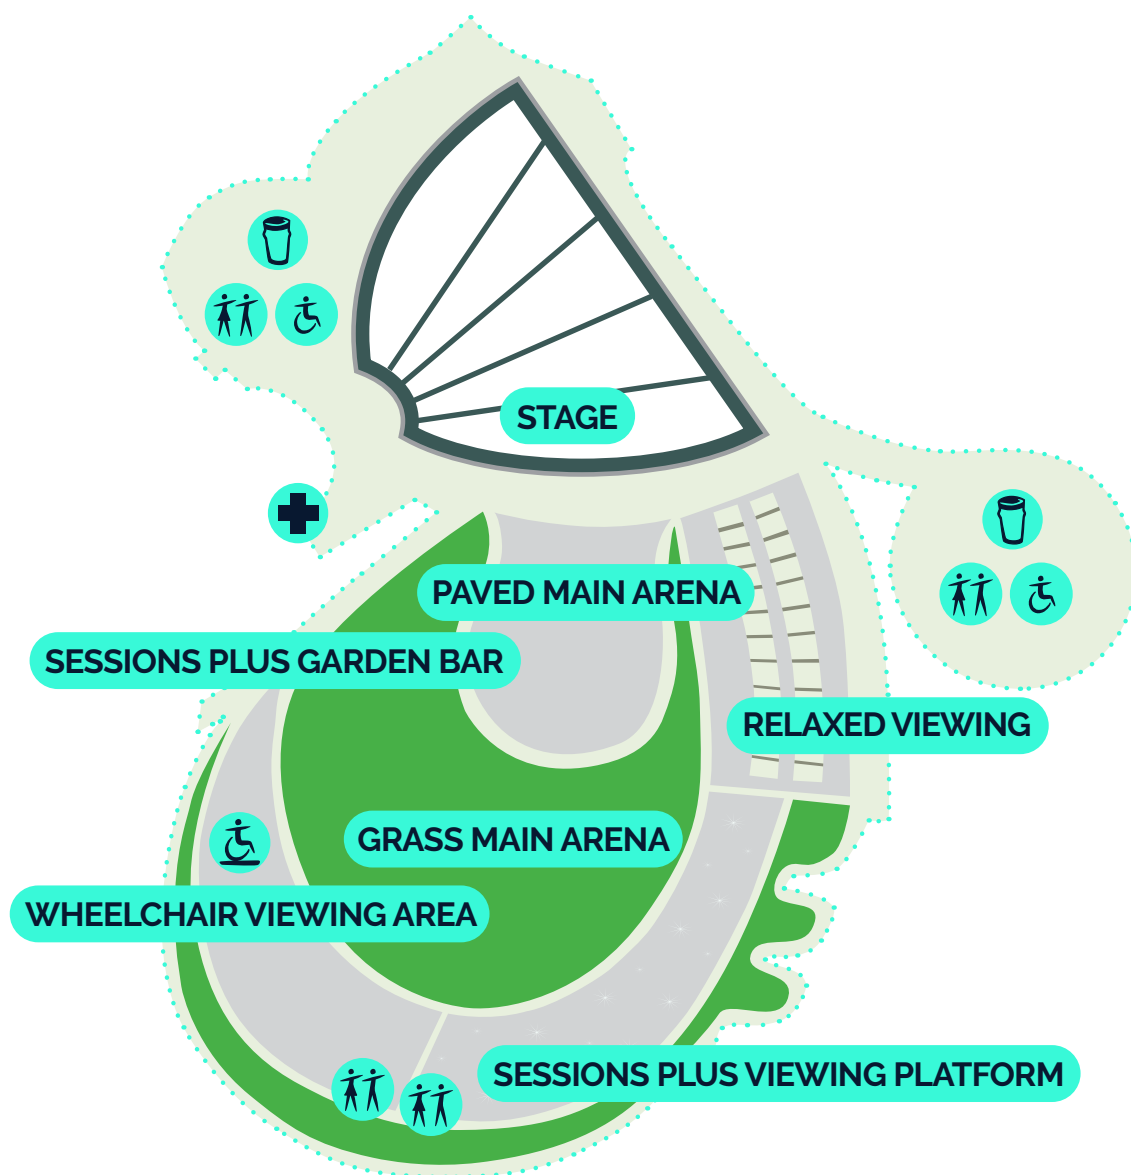 STAGE
PAVED MAIN ARENA
SESSIONS PLUS GARDEN BAR
RELAXED VIEWING
GRASS MAIN ARENA
WHEELCHAIR VIEWING AREA
SESSIONS PLUS VIEWING PLATFORM